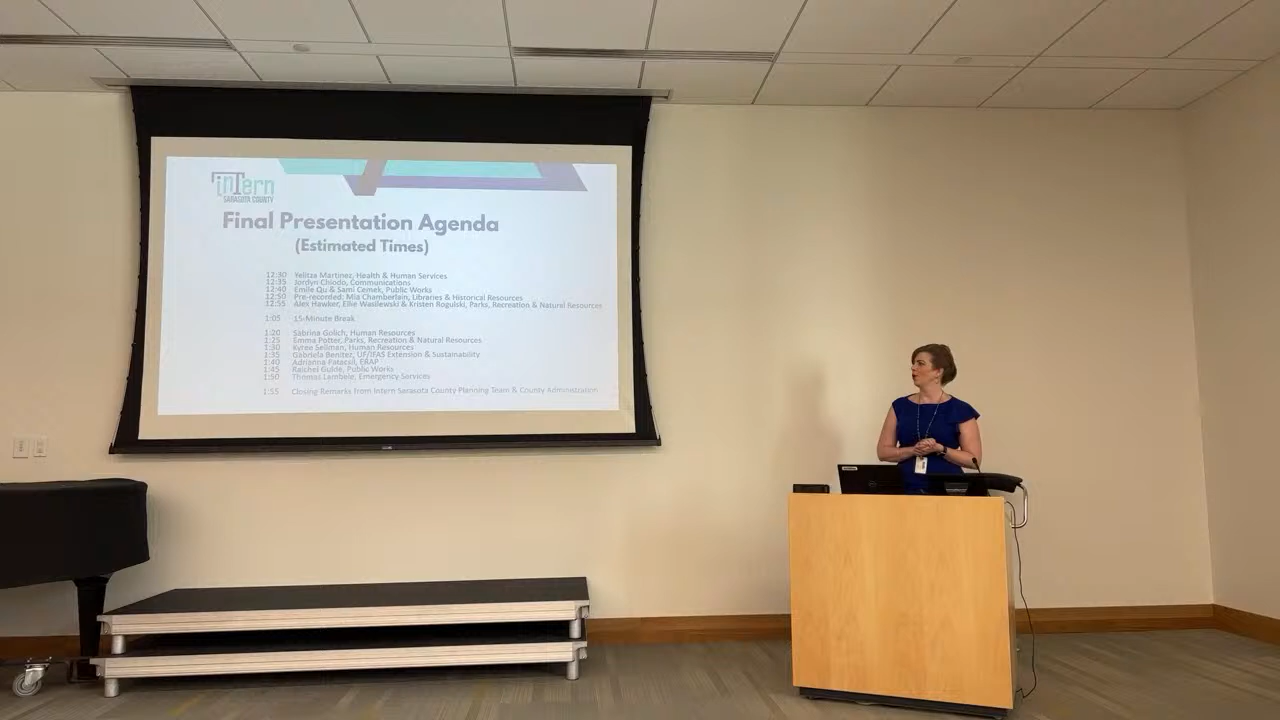 inTern
SARASOTA COUNTY
Final Presentation Agenda
(Estimated Times)
12:30 Yelitza Martinez, Health & Human Services
12:35 Jordyn Chiodo, Communications
12:40 Emile Qu & Sami Cemek, Public Works
12:50 Pre-recorded: Mia Chamberlain, Libraries & Historical Resources
12:55 Alex Hawker, Ellie Wasilewski & Kristen Rogulski, Parks, Recreation & Natural Resources
1:05 15-Minute Break
1:20 Sabrina Golich, Human Resources
1:25 Emma Potter, Parks, Recreation & Natural Resources
1:30 Kyree Sellman, Human Resources
1:35 Gabriela Benitez, UF/IFAS Extension & Sustainability
1:40 Adrianna ERAP
1:45 Raichel Public Works
1:50 Thomas Emergency Services
1:55 Closing Remarks from Intern Sarasota County Planning Team & County Administration